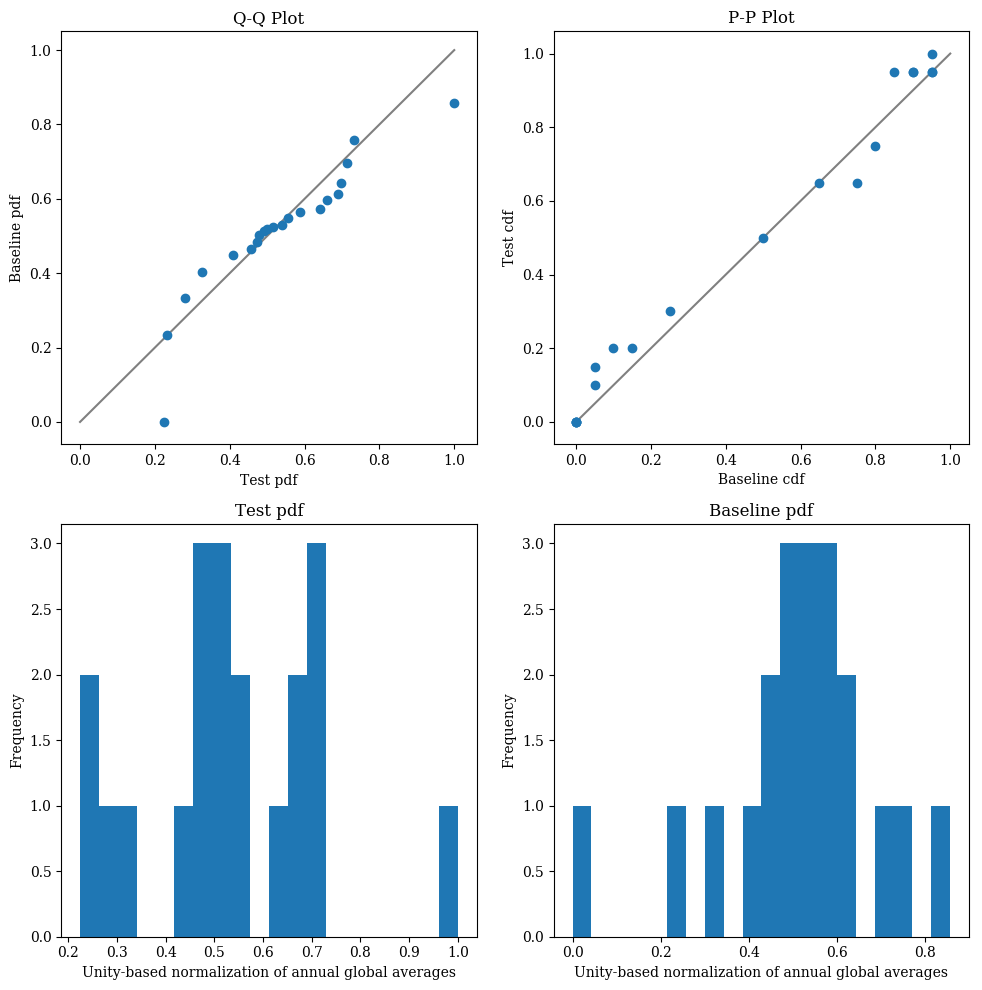 Q-Q Plot
1.0
0.8
0.6
0.4
0.2
0.0
Baseline pdf
0.0 0.2 0.4 0.6 0.8 1.0
Test pdf
P-P Plot
1.0
0.8
0.6
0.4
0.2
0.0
Test cdf
0.0 0.2 0.4 0.6 0.8 1.0
Baseline cdf
Test pdf
3.0
2.5
2.0
1.5
1.0
0.5
0.0
Frequency
0.2 0.3 0.4 0.5 0.6 0.7 0.8 0.9 1.0
Unity-based normalization of annual global averages
Baseline pdf
3.0
2.5
2.0
1.5
1.0
0.5
0.0
Frequency
0.0 0.2 0.4 0.6 0.8
Unity-based normalization of annual global averages